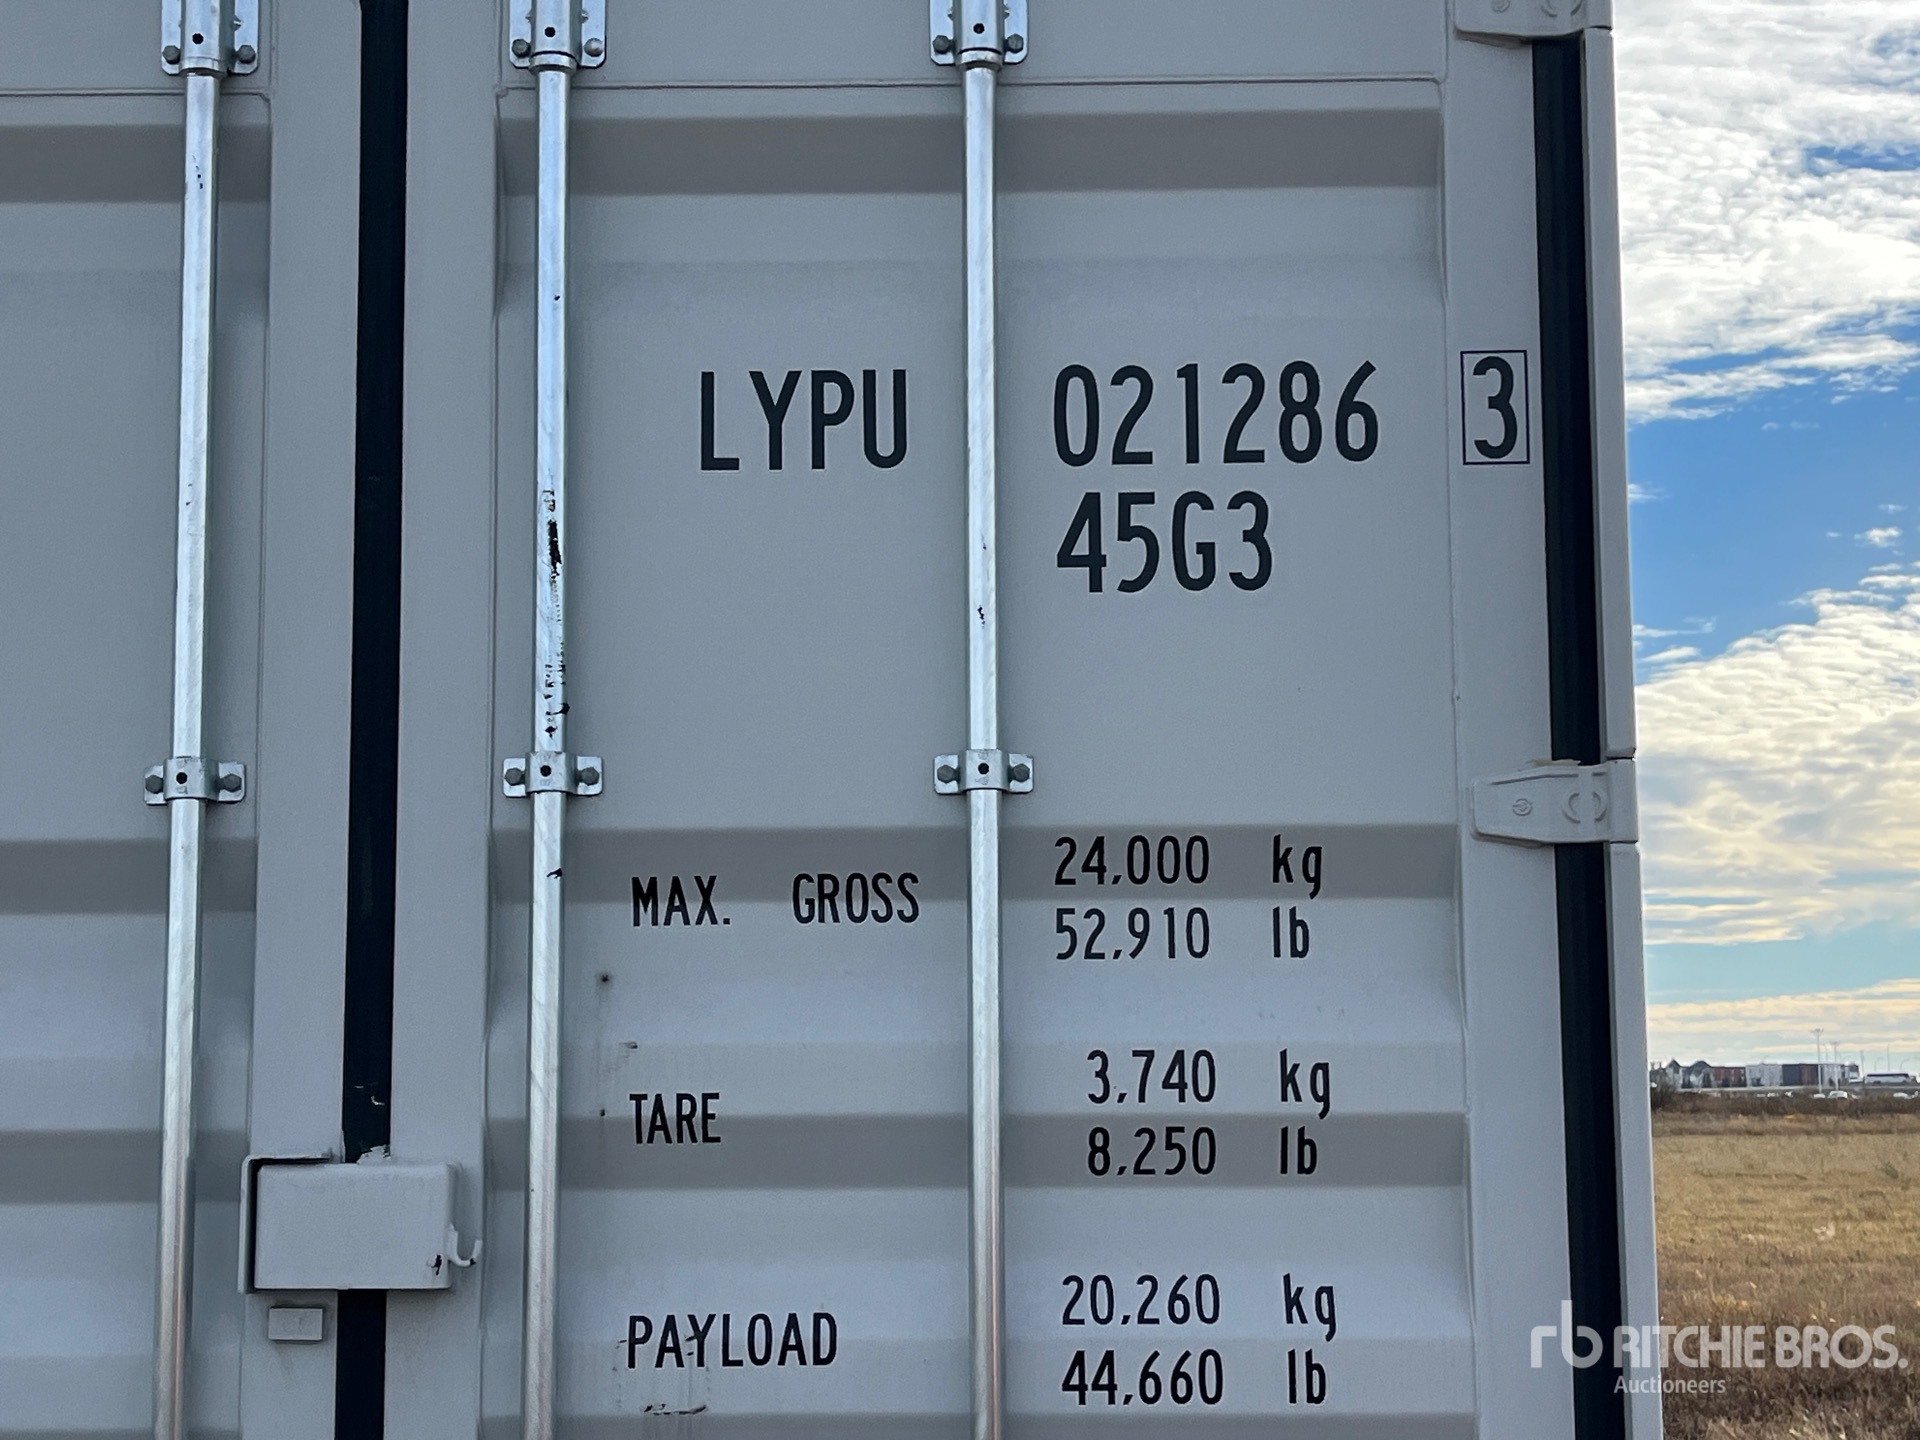 LYPU 021286 3
45G3
MAX. GROSS 24,000 kg
52,910 lb
TARE 3,740 kg
8,250 lb
PAYLOAD 20,260 kg
44,660 lb
rb RITCHIE BROS.
Auctioneers